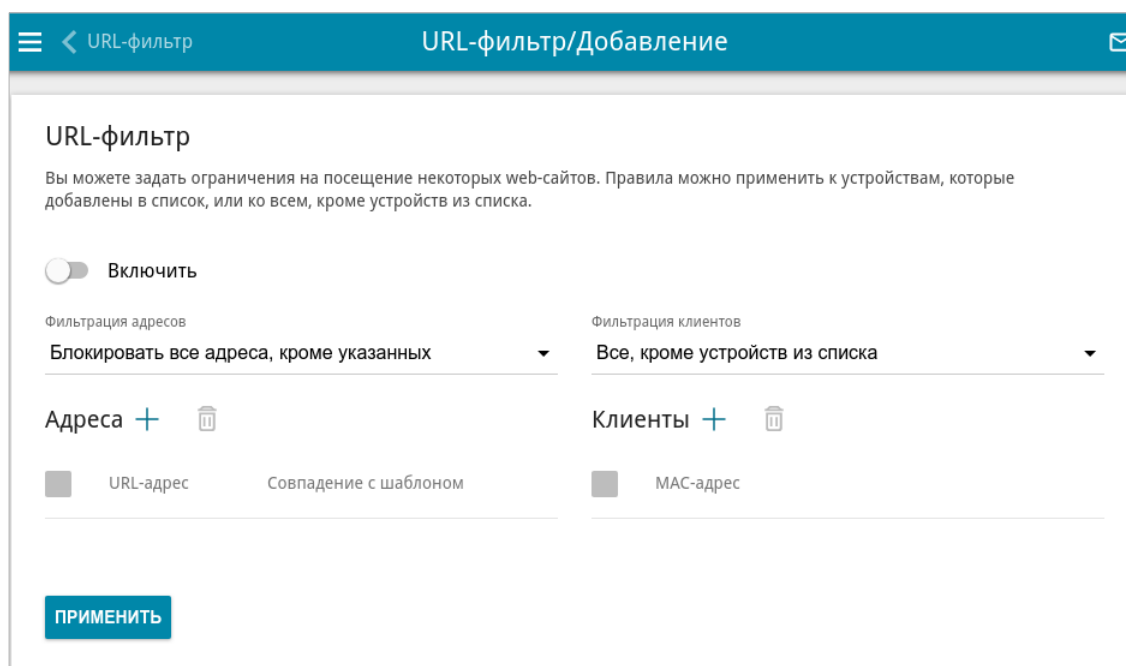 URL-фильтр
URL-фильтр/Добавление
URL-фильтр
Вы можете задать ограничения на посещение некоторых web-сайтов. Правила можно применить к устройствам, которые
добавлены в список, или ко всем, кроме устройств из списка.
Включить
Фильтрация адресов
Блокировать все адреса, кроме указанных
Фильтрация клиентов
Все, кроме устройств из списка
Адреса
Клиенты
URL-адрес Совпадение с шаблоном
MAC-адрес
ПРИМЕНИТЬ